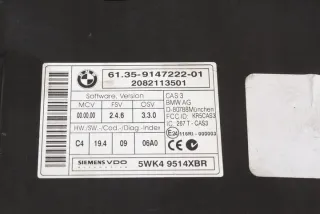 BMW
61.35-9147222-01
2082113501
Software, Version
MCV FSV OSV
00.00.00 2.4.6 3.3.0
HW-/SW-/Cod.-/Diag.-Index
C4 19.4 09 06A0
CAS 3
BMW AG
D-80788München
FCC ID: KR5CAS3
IC: 267 T - CAS3
SIEMENS VDO 5WK4 9514XBR